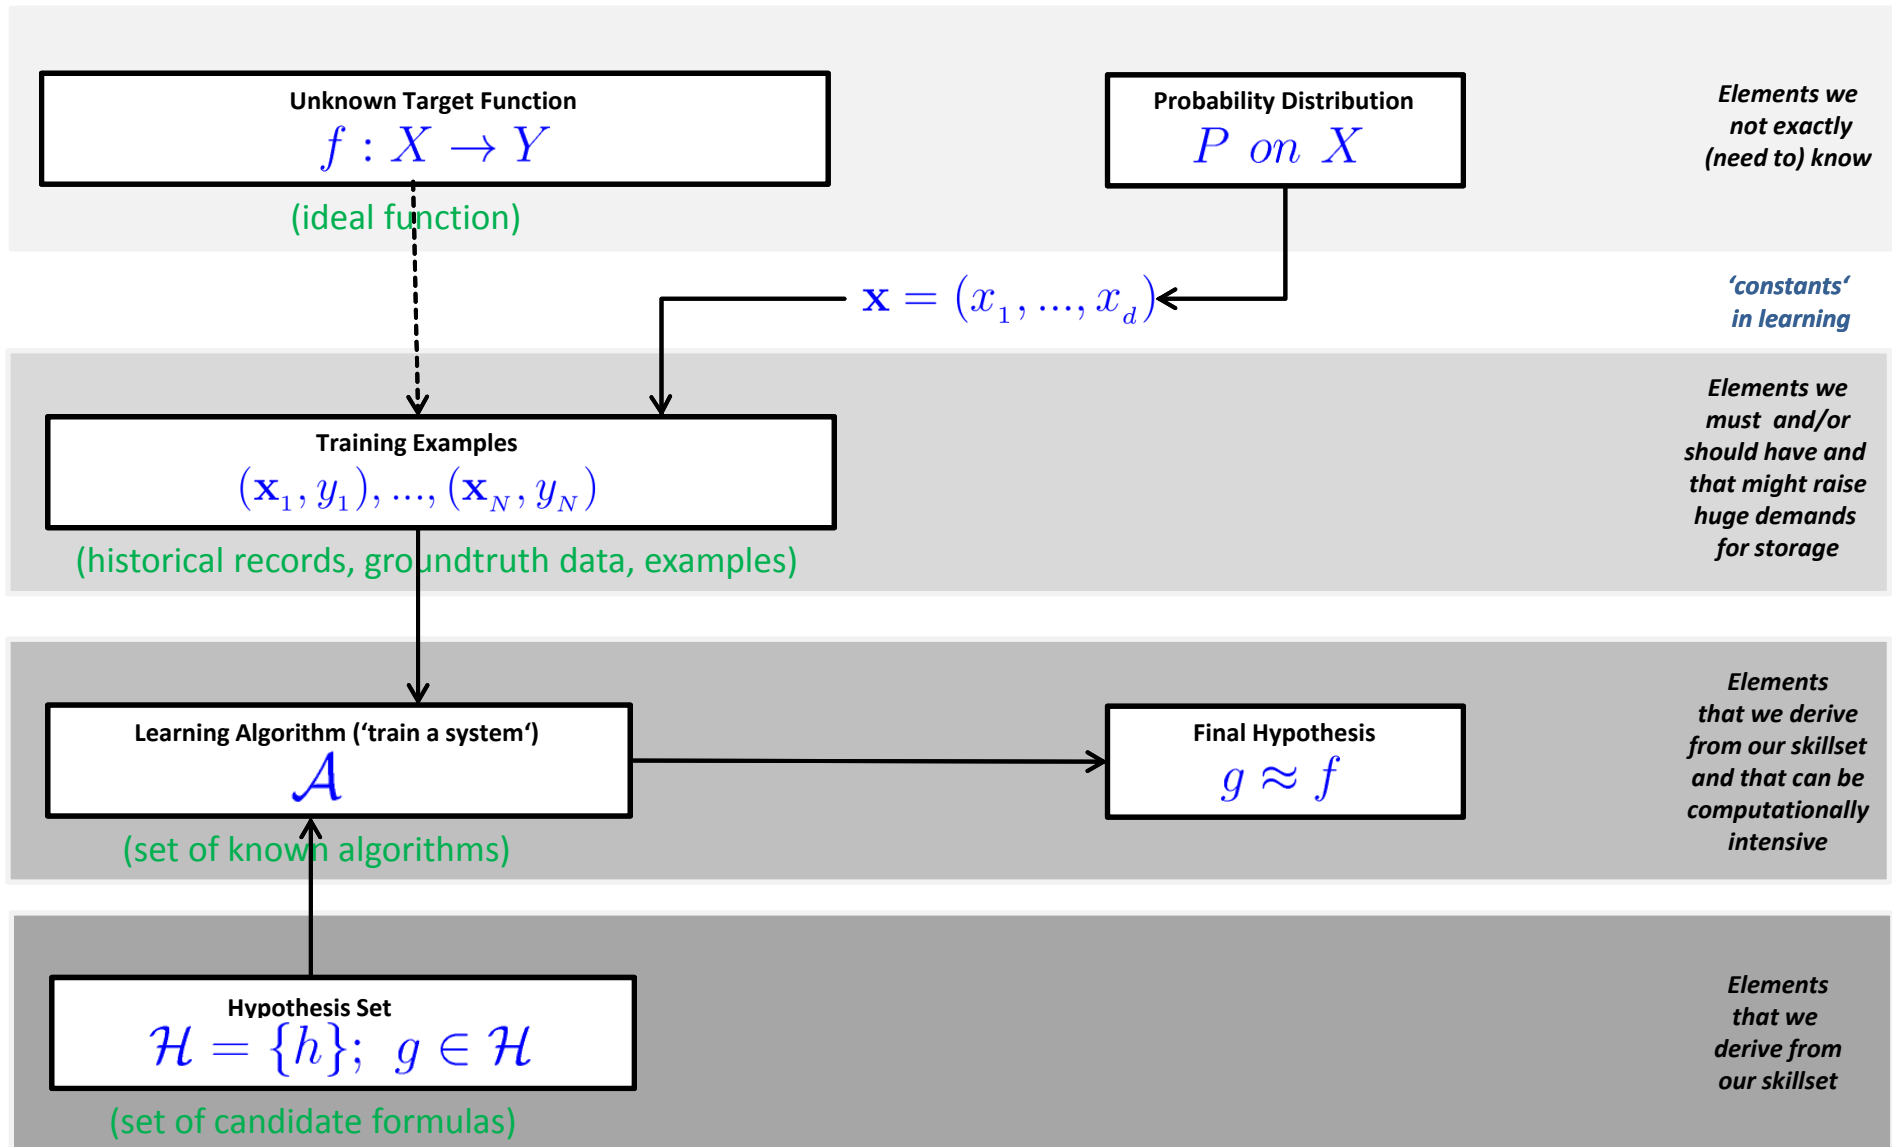 Unknown Target Function
f : X → Y
(ideal function)
Probability Distribution
P on X
Elements we
not exactly
(need to) know
x = (x₁, ..., x_d)
‘constants‘
in learning
Training Examples
(x₁, y₁), ..., (x_N, y_N)
(historical records, groundtruth data, examples)
Elements we
must and/or
should have and
that might raise
huge demands
for storage
Learning Algorithm (‘train a system‘)
𝒜
(set of known algorithms)
Final Hypothesis
g ≈ f
Elements
that we derive
from our skillset
and that can be
computationally
intensive
Hypothesis Set
ℋ = {h}; g ∈ ℋ
(set of candidate formulas)
Elements
that we
derive from
our skillset